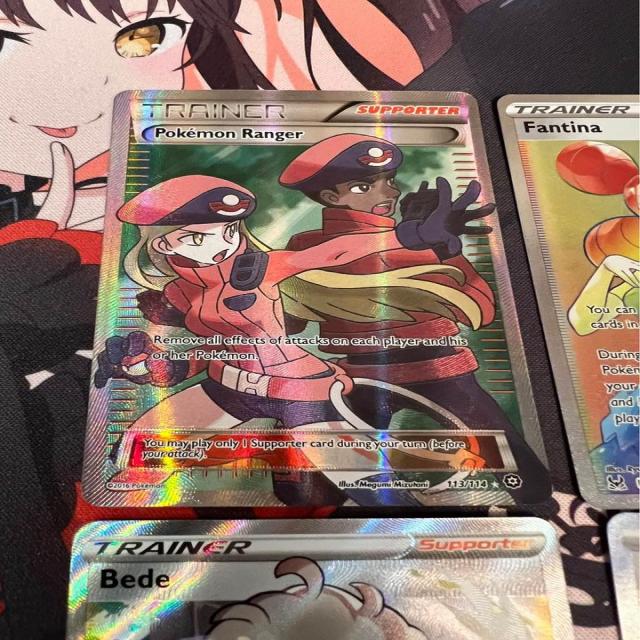 TRAINER SUPPORTER
Pokémon Ranger
Remove all effects of attacks on each player and his
or her Pokémon.
You may play only 1 Supporter card during your turn (before
your attack).
©2016 Pokémon Illus. Megumi Mizutani 113/114
TRAINER
Fantina
You can
cards in
During
Pokém
your
and
play
TRAINER Supporter
Bede